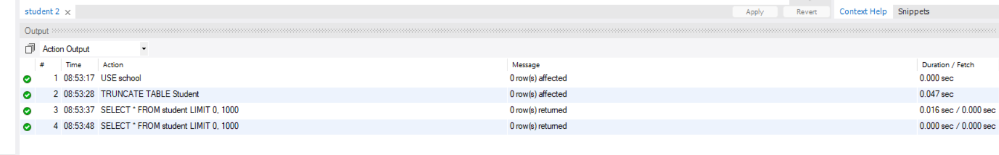 student 2 × Apply Revert Context Help Snippets
Output
Action Output
# Time Action Message Duration / Fetch
1 08:53:17 USE school 0 row(s) affected 0.000 sec
2 08:53:28 TRUNCATE TABLE Student 0 row(s) affected 0.047 sec
3 08:53:37 SELECT * FROM student LIMIT 0, 1000 0 row(s) returned 0.016 sec / 0.000 sec
4 08:53:48 SELECT * FROM student LIMIT 0, 1000 0 row(s) returned 0.000 sec / 0.000 sec